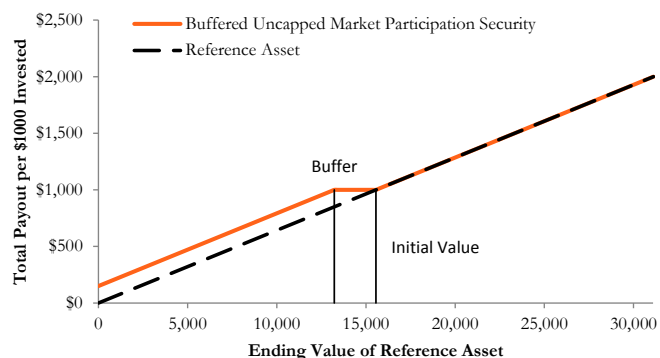 $2,500
Buffered Uncapped Market Participation Security
Reference Asset
$2,000
$1,500
Buffer
$1,000
$500
Initial Value
$0
0 5,000 10,000 15,000 20,000 25,000 30,000
Total Payout per $1000 Invested
Ending Value of Reference Asset